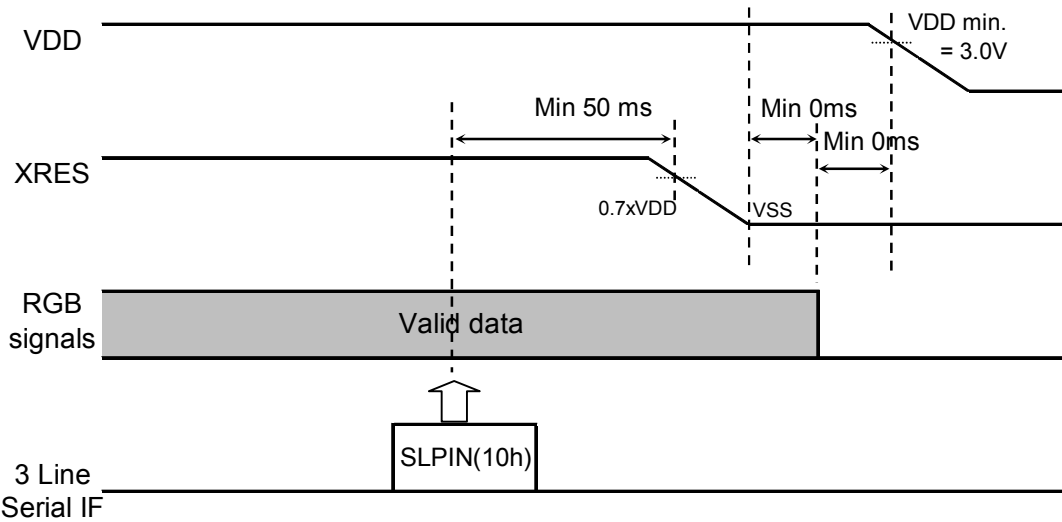 VDD
VDD min.
= 3.0V
Min 50 ms
Min 0ms
Min 0ms
XRES
0.7xVDD
VSS
RGB
signals
Valid data
SLPIN(10h)
3 Line
Serial IF